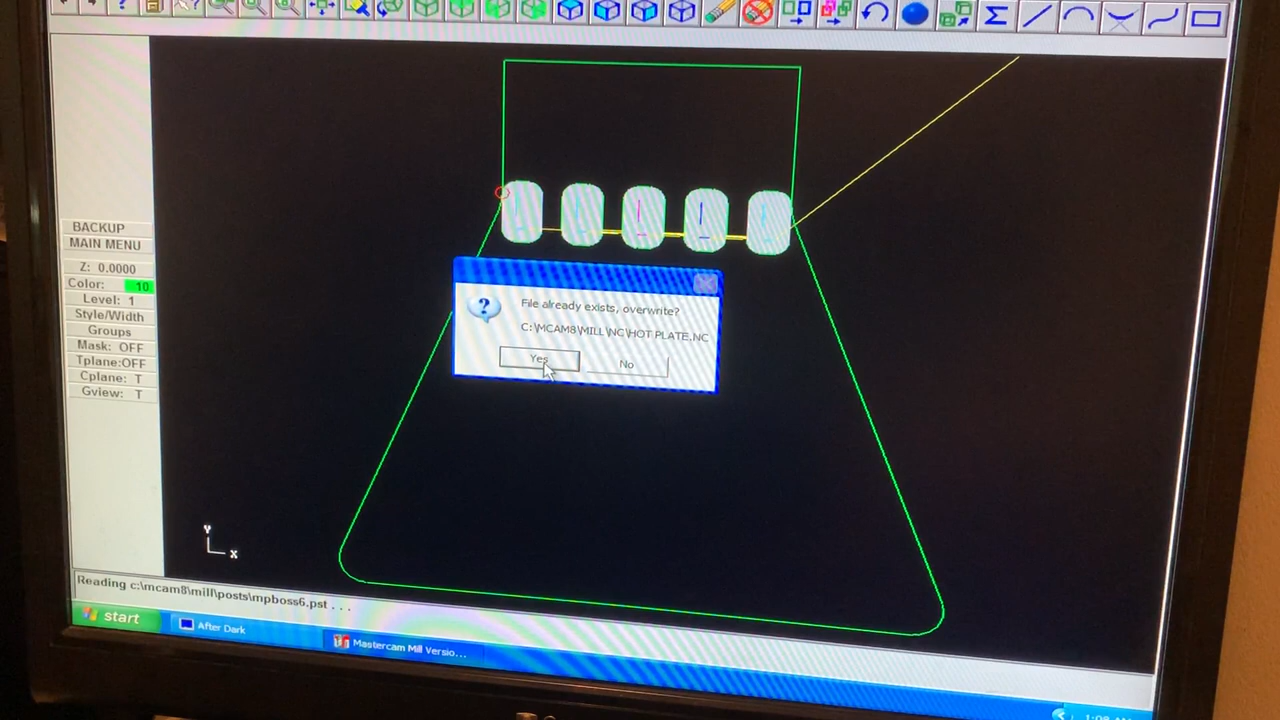 BACKUP
MAIN MENU
Z: 0.0000
Color: 10
Level: 1
Style/Width
Groups
Mask: OFF
Tplane:OFF
Cplane: T
Gview: T
File already exists, overwrite?
C:\MCAM8\MILL\NC\HOT PLATE.NC
Yes
No
Y
X
Reading c:\mcam8\mill\posts\mpboss6.pst . . .
start
After Dark
Mastercam Mill Versio...